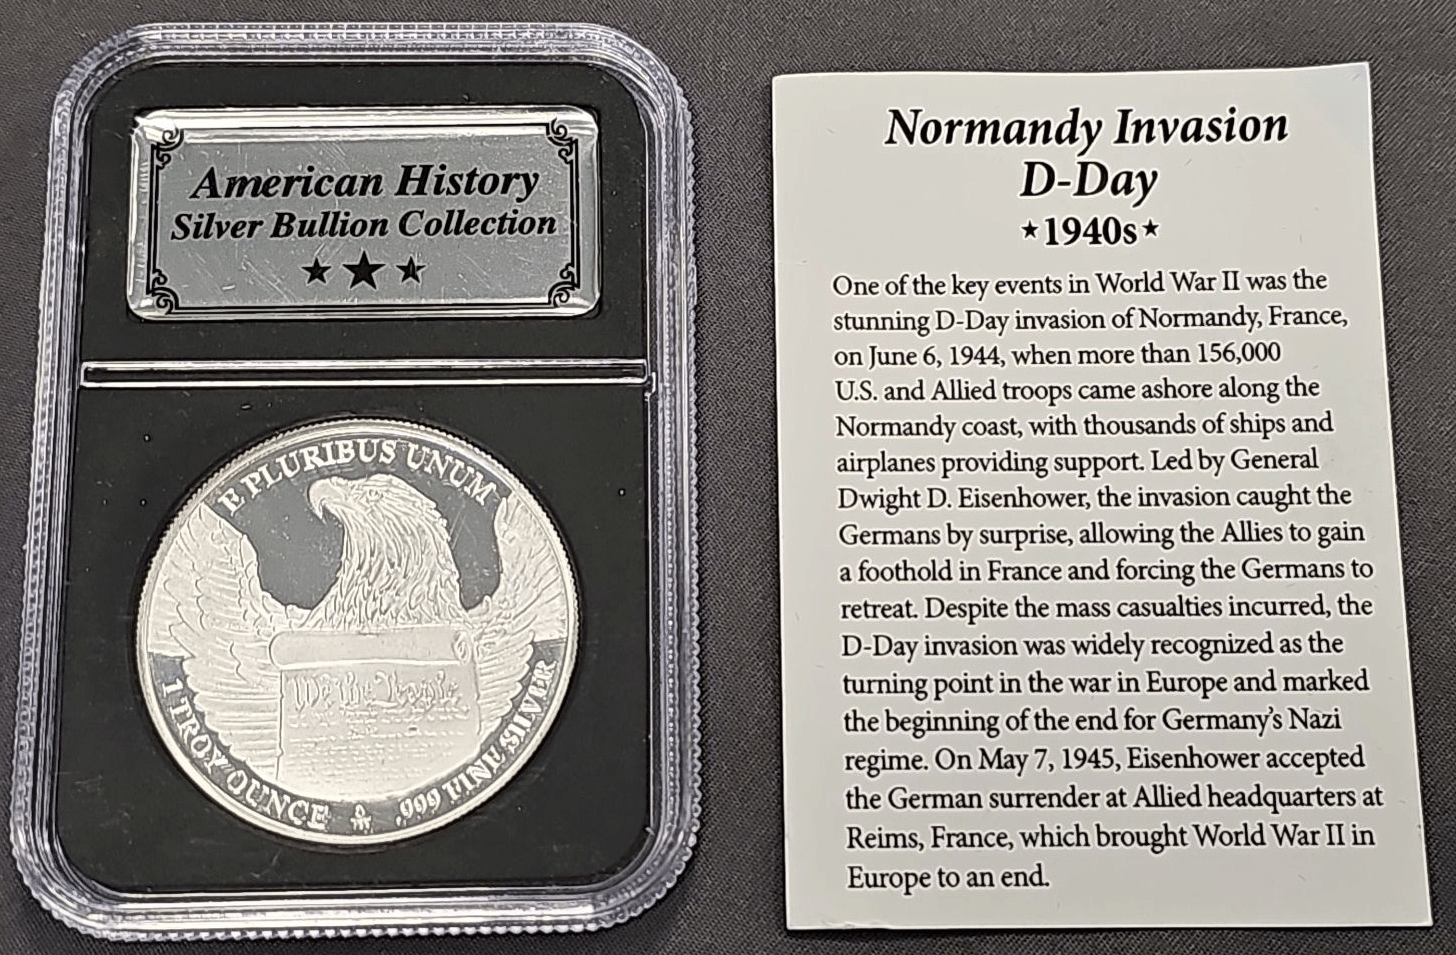 American History
Silver Bullion Collection
E PLURIBUS UNUM
We the People
1 TROY OUNCE
.999 FINE SILVER
Normandy Invasion
D-Day
★1940s★
One of the key events in World War II was the
stunning D-Day invasion of Normandy, France,
on June 6, 1944, when more than 156,000
U.S. and Allied troops came ashore along the
Normandy coast, with thousands of ships and
airplanes providing support. Led by General
Dwight D. Eisenhower, the invasion caught the
Germans by surprise, allowing the Allies to gain
a foothold in France and forcing the Germans to
retreat. Despite the mass casualties incurred, the
D-Day invasion was widely recognized as the
turning point in the war in Europe and marked
the beginning of the end for Germany's Nazi
regime. On May 7, 1945, Eisenhower accepted
the German surrender at Allied headquarters at
Reims, France, which brought World War II in
Europe to an end.